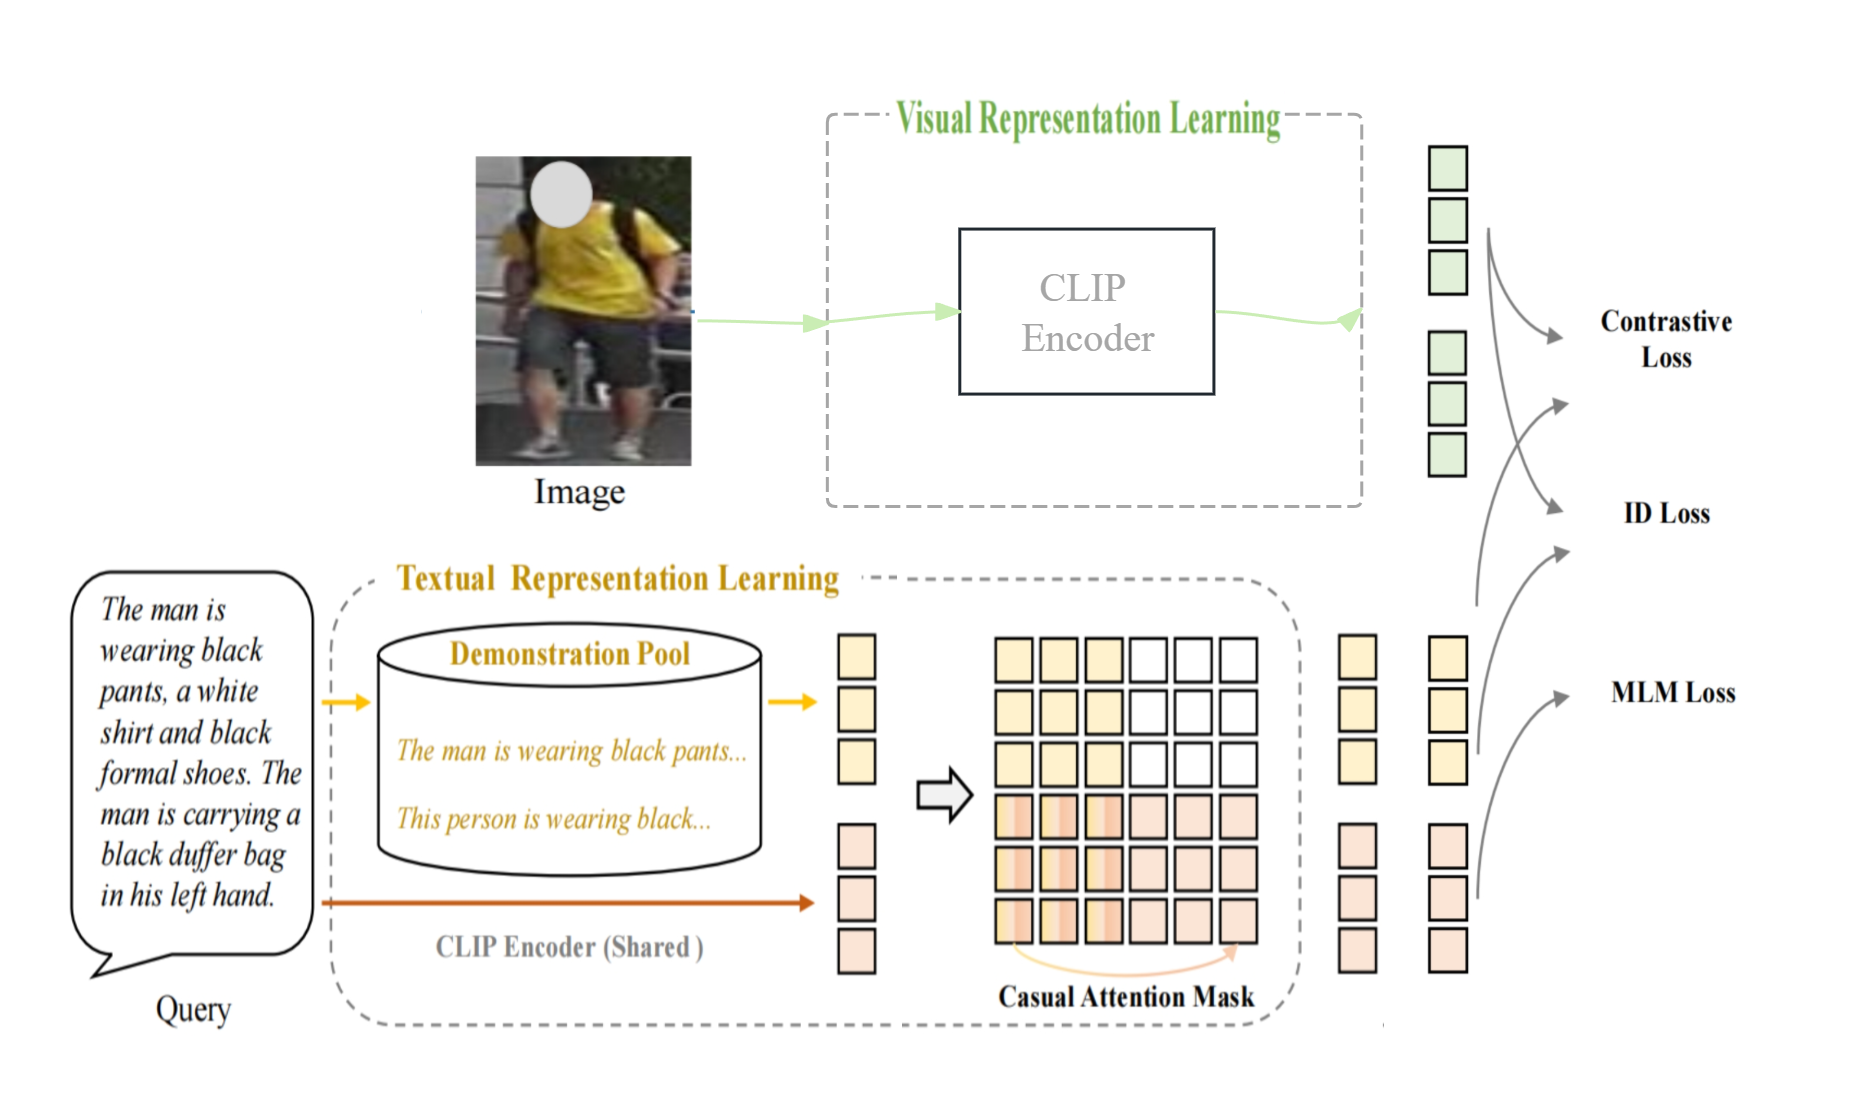 Visual Representation Learning
CLIP
Encoder
Image
Contrastive
Loss
ID Loss
MLM Loss
Textual Representation Learning
The man is
wearing black
pants, a white
shirt and black
formal shoes. The
man is carrying a
black duffer bag
in his left hand.
Query
Demonstration Pool
The man is wearing black pants...
This person is wearing black...
CLIP Encoder (Shared )
Casual Attention Mask